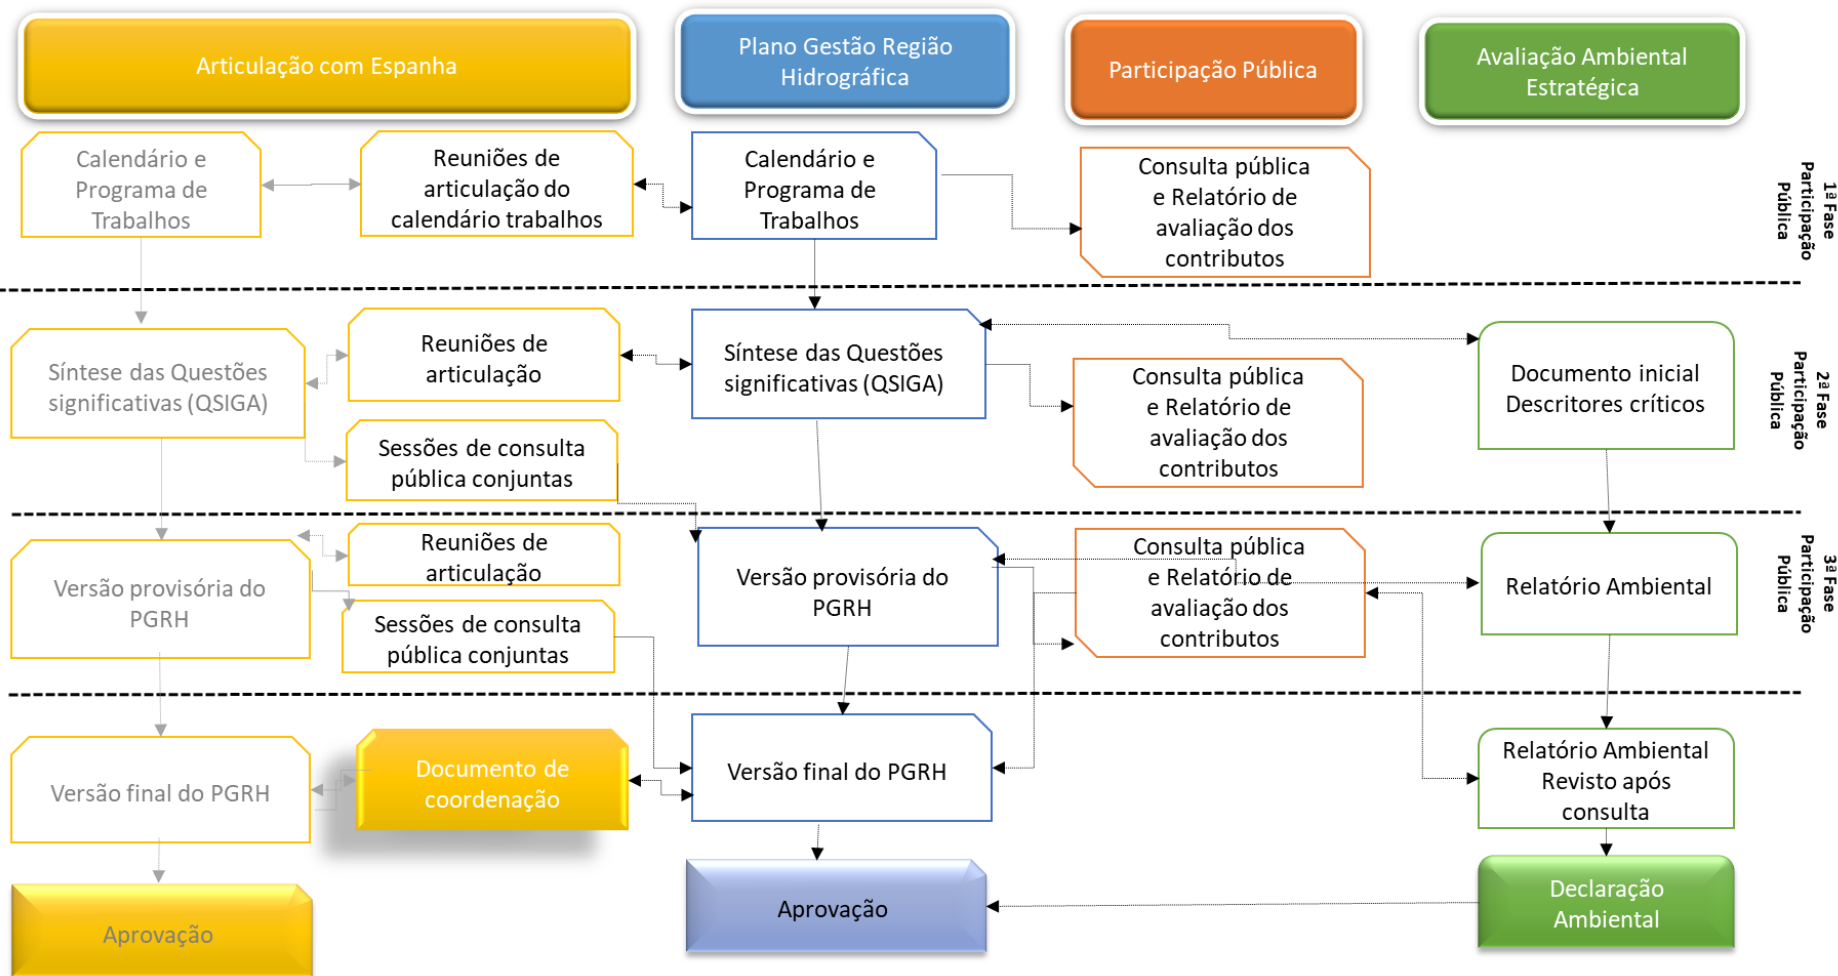 Articulação com Espanha
Plano Gestão Região
Hidrográfica
Participação Pública
Avaliação Ambiental
Estratégica
Calendário e
Programa de
Trabalhos
Reuniões de
articulação do
calendário trabalhos
Calendário e
Programa de
Trabalhos
Consulta pública
e Relatório de
avaliação dos
contributos
1ª Fase
Participação
Pública
Síntese das Questões
significativas (QSIGA)
Reuniões de
articulação
Sessões de consulta
pública conjuntas
Síntese das Questões
significativas (QSIGA)
Consulta pública
e Relatório de
avaliação dos
contributos
Documento inicial
Descritores críticos
2ª Fase
Participação
Pública
Versão provisória do
PGRH
Reuniões de
articulação
Sessões de consulta
pública conjuntas
Versão provisória do
PGRH
Consulta pública
e Relatório de
avaliação dos
contributos
Relatório Ambiental
3ª Fase
Participação
Pública
Versão final do PGRH
Documento de
coordenação
Versão final do PGRH
Relatório Ambiental
Revisto após
consulta
Aprovação
Aprovação
Declaração
Ambiental